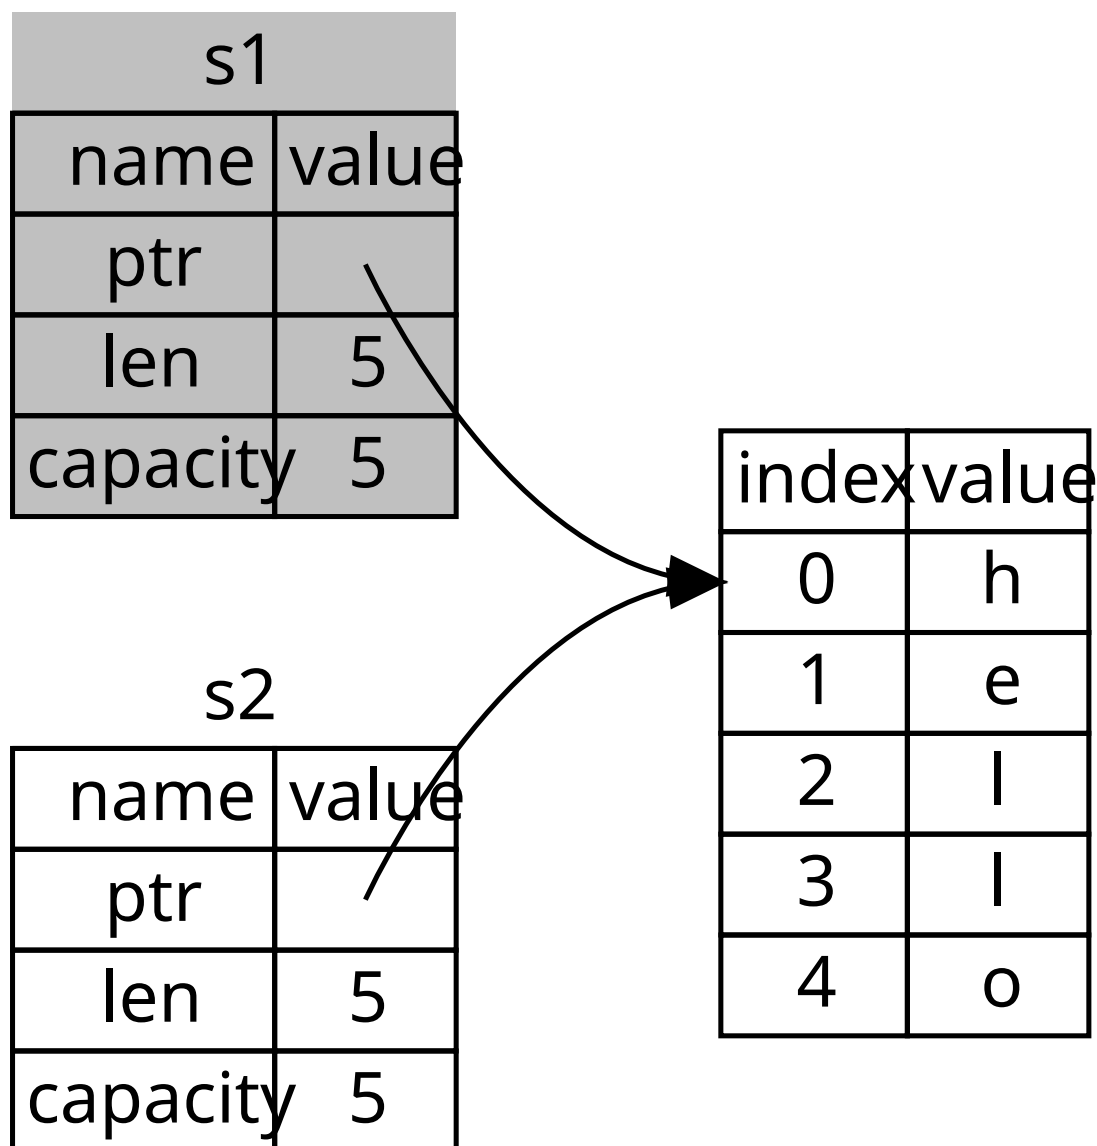 s1
name value
ptr
len 5
capacity 5
s2
name value
ptr
len 5
capacity 5
index value
0 h
1 e
2 l
3 l
4 o